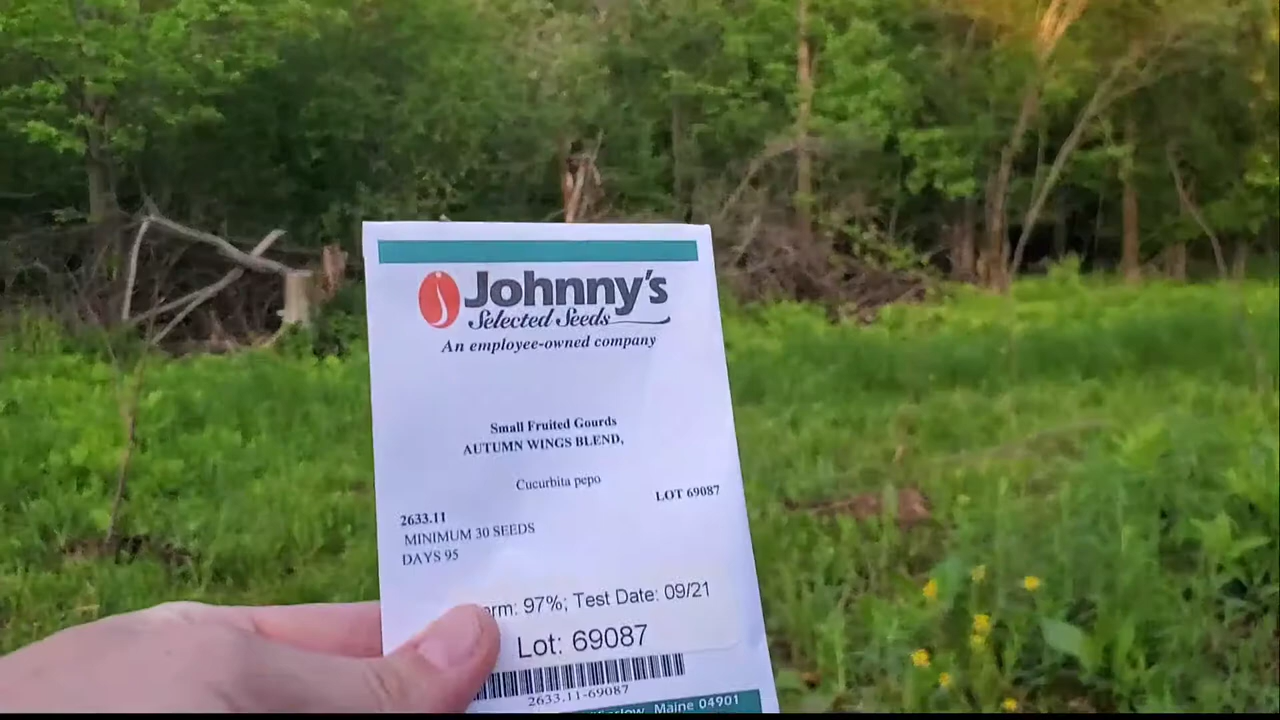 Johnny's
Selected Seeds
An employee-owned company
Small Fruited Gourds
AUTUMN WINGS BLEND,
Cucurbita pepo
LOT 69087
2633.11
MINIMUM 30 SEEDS
DAYS 95
97%; Test Date: 09/21
Lot: 69087
2633.11-69087
Maine 04901